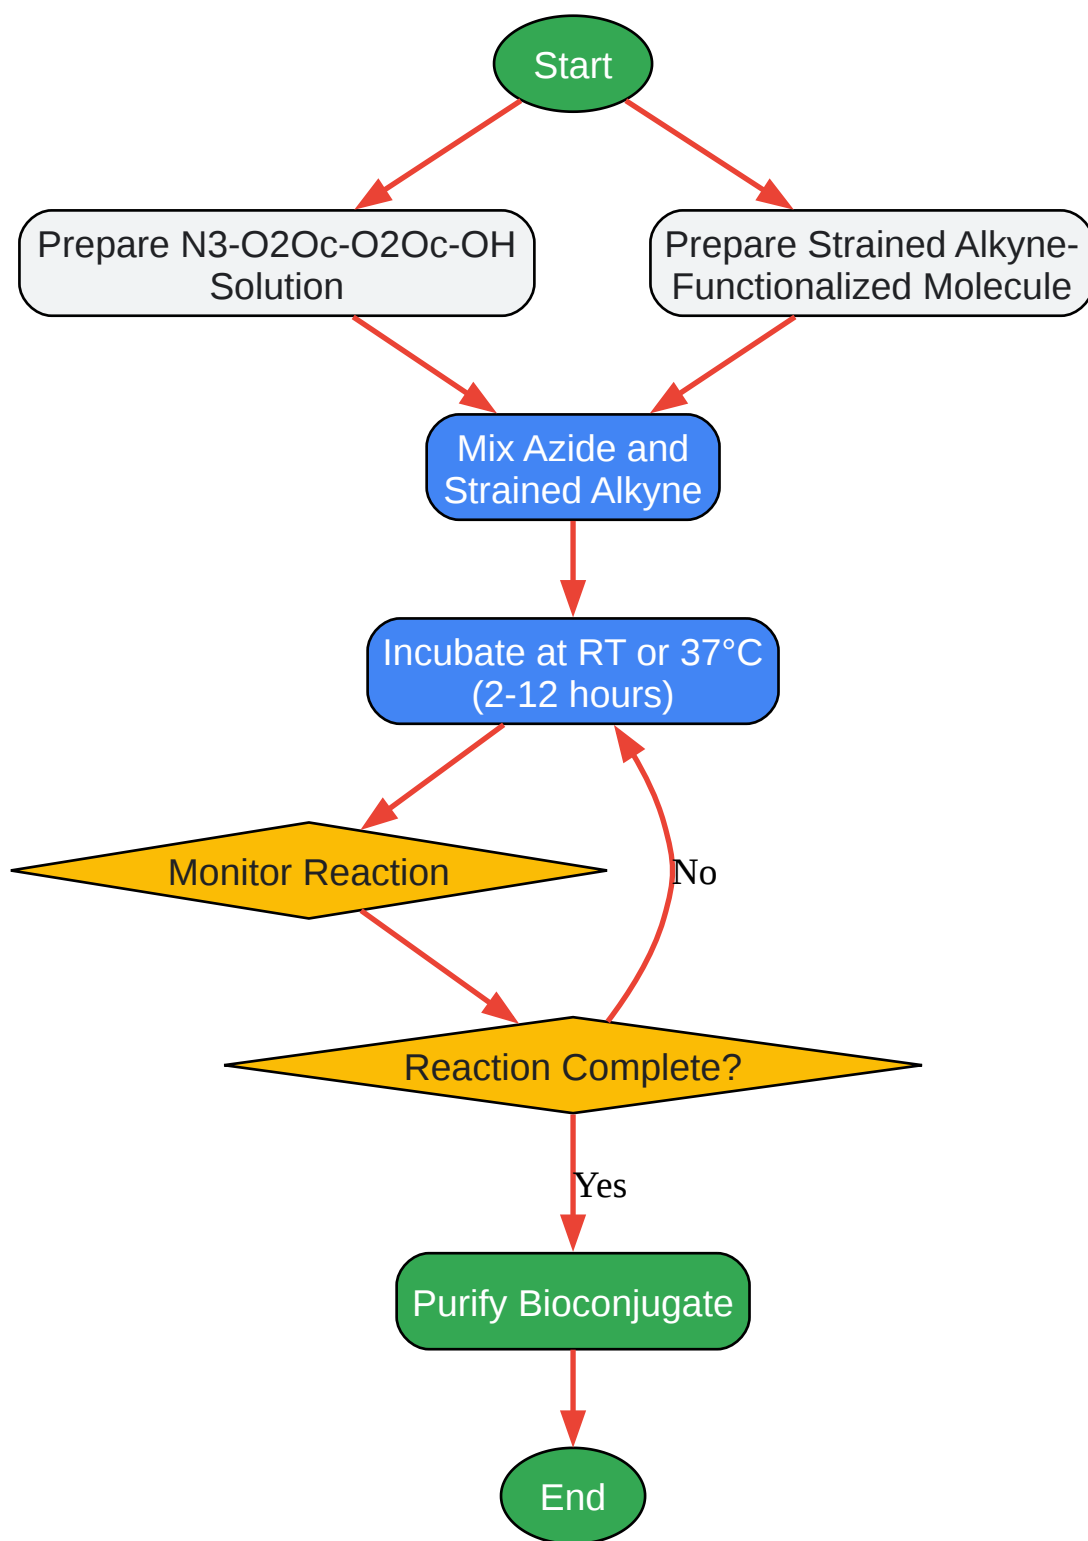 Start
Prepare N3-O2Oc-O2Oc-OH
Solution
Prepare Strained Alkyne-
Functionalized Molecule
Mix Azide and
Strained Alkyne
Incubate at RT or 37°C
(2-12 hours)
Monitor Reaction
No
Reaction Complete?
Yes
Purify Bioconjugate
End